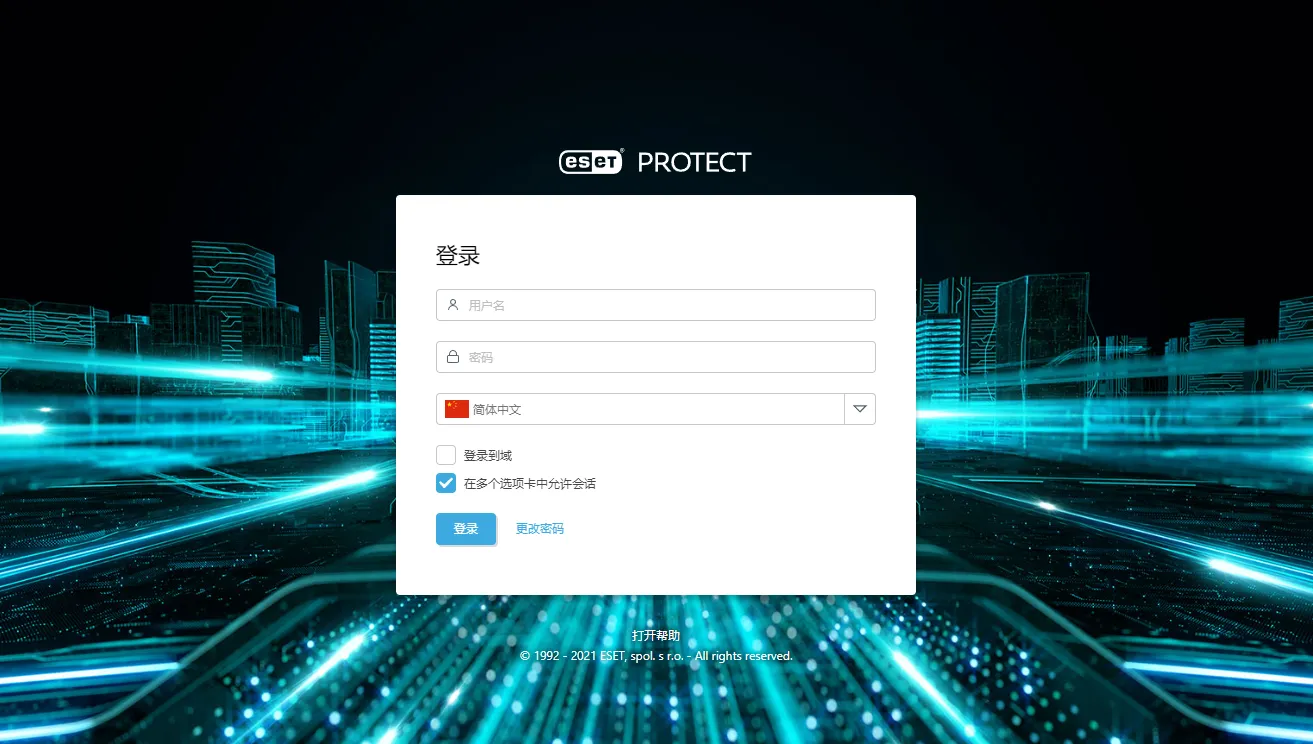 eset® PROTECT
登录
用户名
密码
简体中文
登录到域
在多个选项卡中允许会话
登录 更改密码
打开帮助
© 1992 - 2021 ESET, spol. s r.o. - All rights reserved.